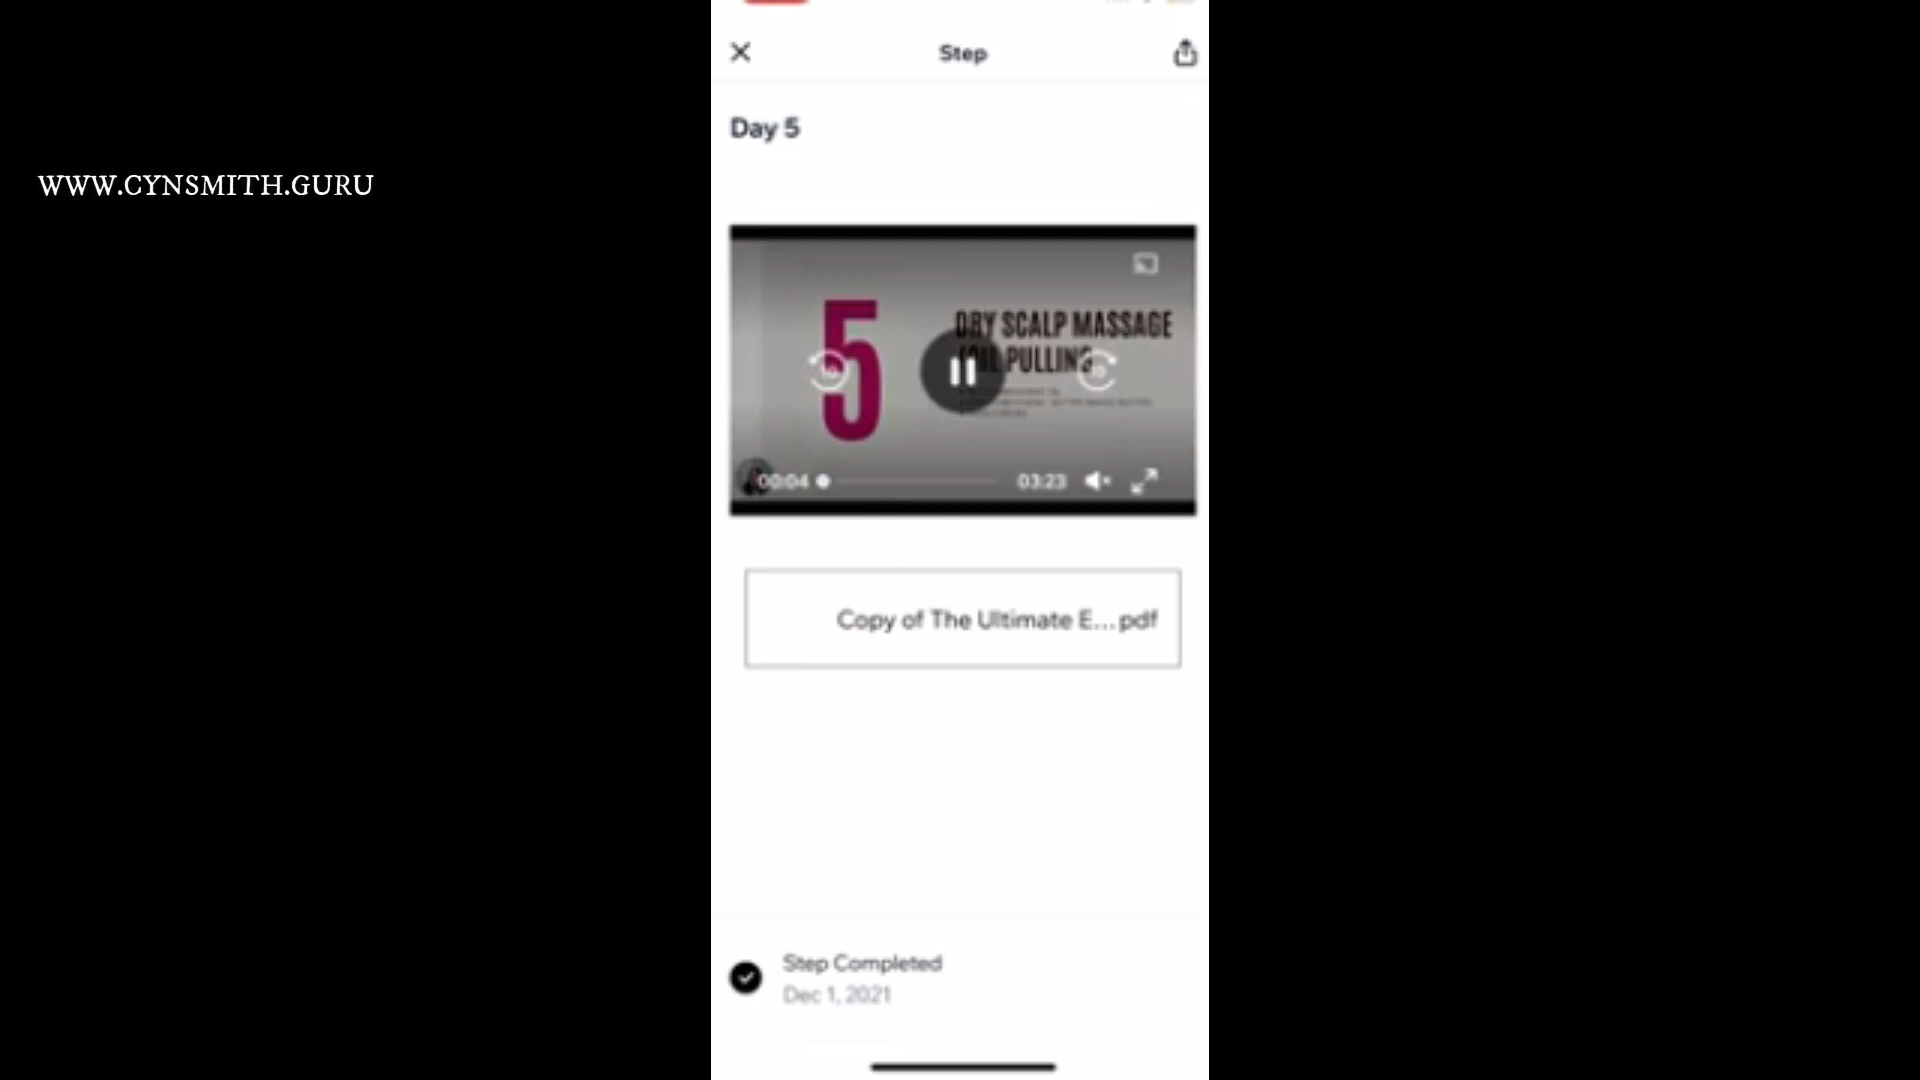 Step
Day 5
WWW.CYNSMITH.GURU
5
DRY SCALP MASSAGE
PULLING
00:04
03:23
Copy of The Ultimate E...pdf
Step Completed
Dec 1, 2021